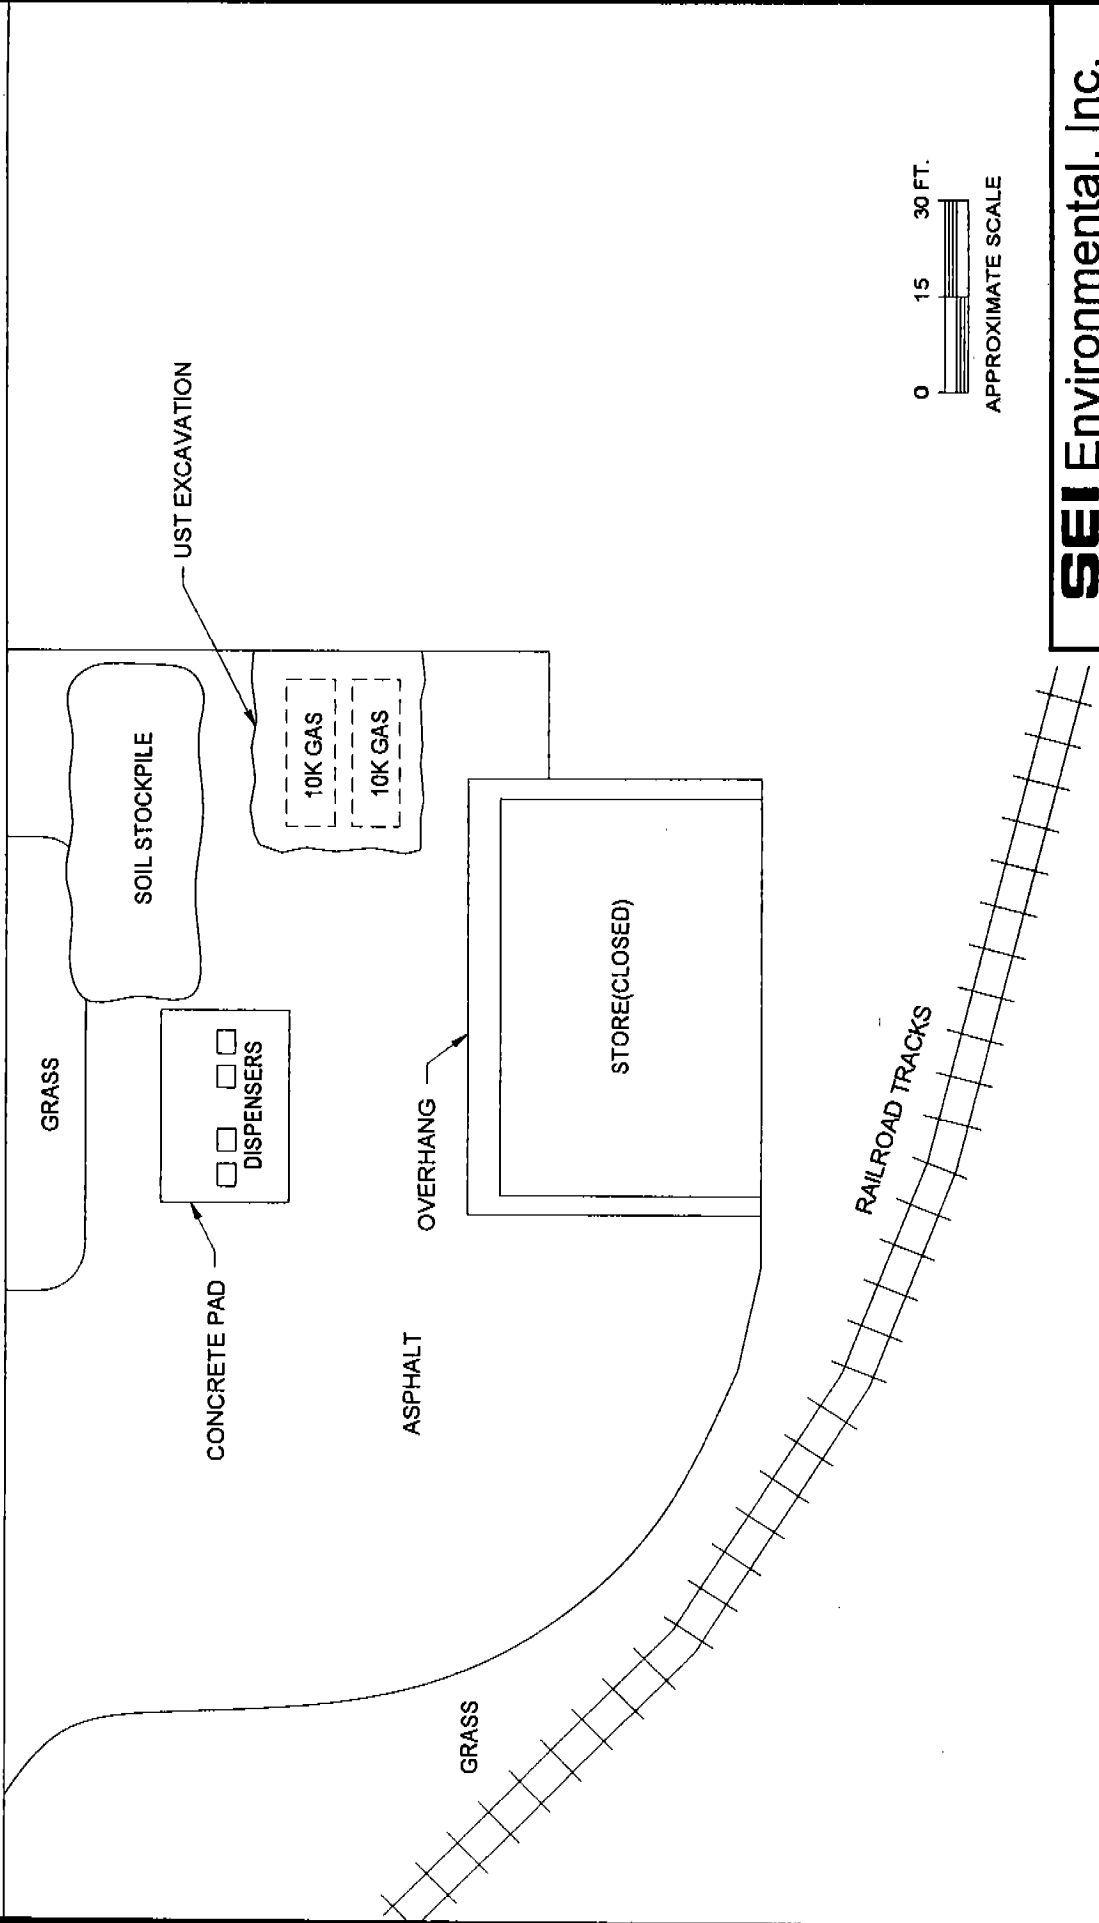 GRASS
SOIL STOCKPILE
UST EXCAVATION
CONCRETE PAD
DISPENSERS
10K GAS
10K GAS
ASPHALT
OVERHANG
STORE(CLOSED)
GRASS
RAILROAD TRACKS
0 15 30 FT.
APPROXIMATE SCALE
SEI Environmental, Inc.